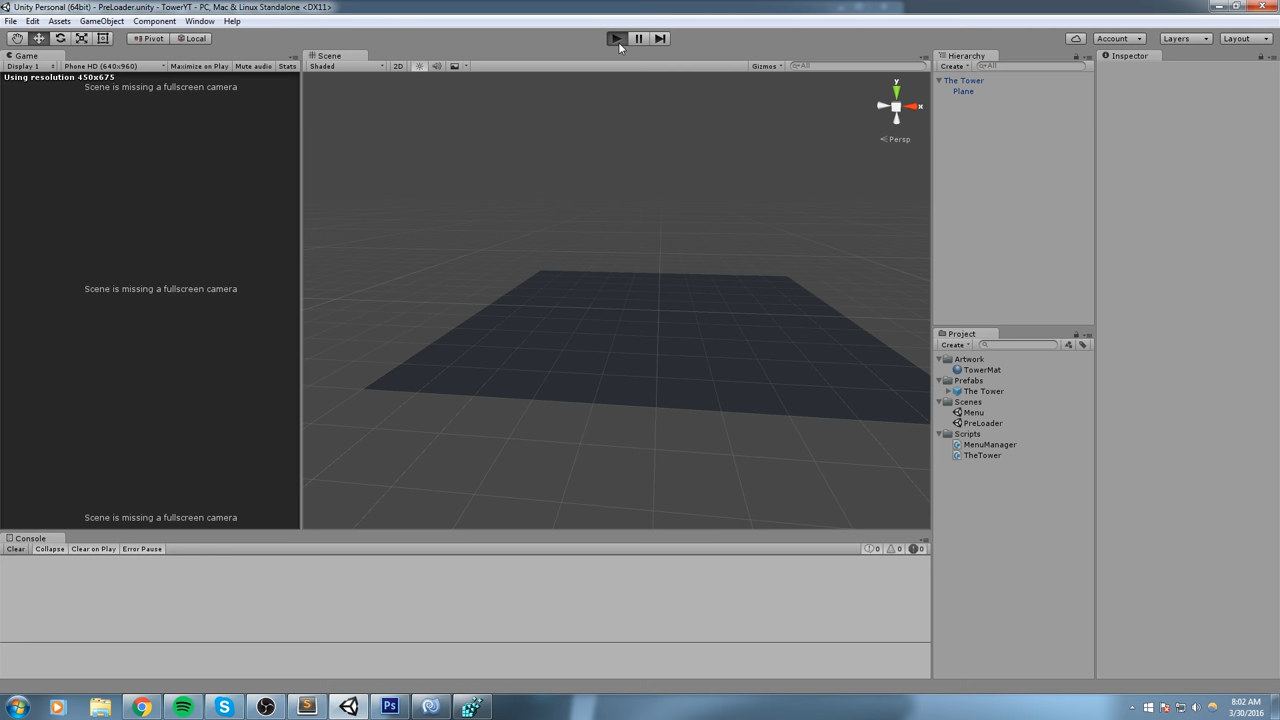 Unity Personal (64bit) - PreLoader.unity - TowerYT - PC, Mac & Linux Standalone <DX11>
File Edit Assets GameObject Component Window Help
Pivot Local Account Layers Layout
Game Scene Hierarchy Inspector
Display 1 Phone HD (640x960) Maximize on Play Mute audio Stats Shaded 2D Gizmos All Create All
Using resolution 450x675
Scene is missing a fullscreen camera
y
x
Persp
The Tower
Plane
Scene is missing a fullscreen camera
Project
Create
Artwork
TowerMat
Prefabs
The Tower
Scenes
Menu
PreLoader
Scripts
MenuManager
TheTower
Scene is missing a fullscreen camera
Console
Clear Collapse Clear on Play Error Pause 0 0 0
8:02 AM
3/30/2016